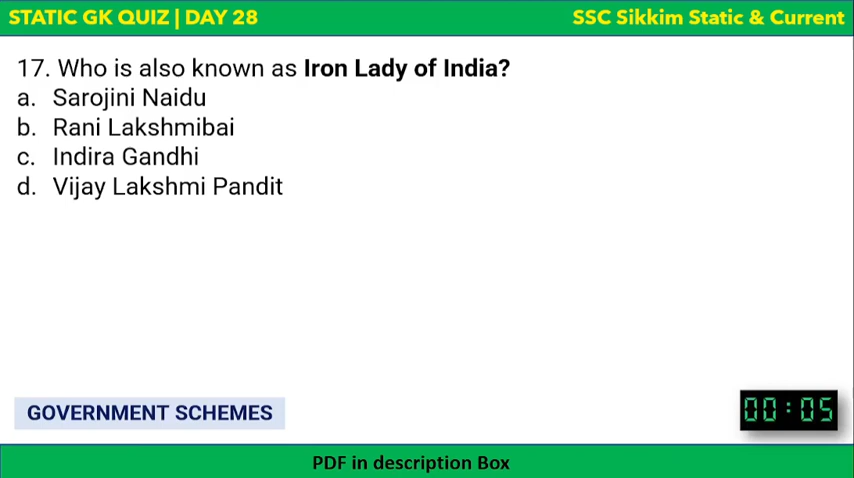 STATIC GK QUIZ | DAY 28
SSC Sikkim Static & Current
17. Who is also known as Iron Lady of India?
a. Sarojini Naidu
b. Rani Lakshmibai
c. Indira Gandhi
d. Vijay Lakshmi Pandit
GOVERNMENT SCHEMES
00:05
PDF in description Box